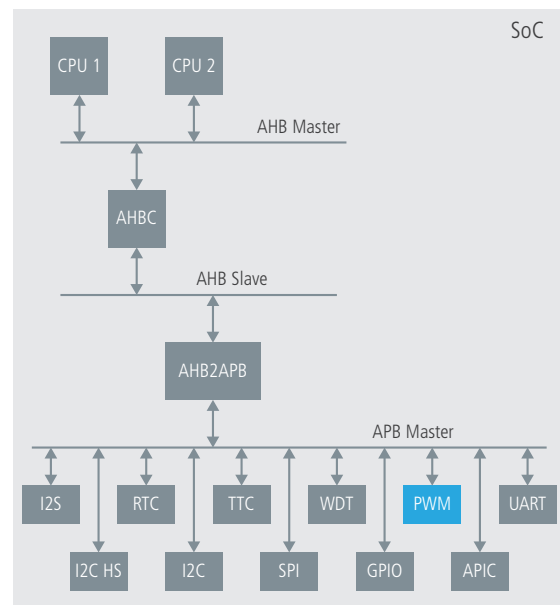 SoC
CPU 1
CPU 2
AHB Master
AHBC
AHB Slave
AHB2APB
APB Master
I2S
RTC
TTC
WDT
PWM
UART
I2C HS
I2C
SPI
GPIO
APIC